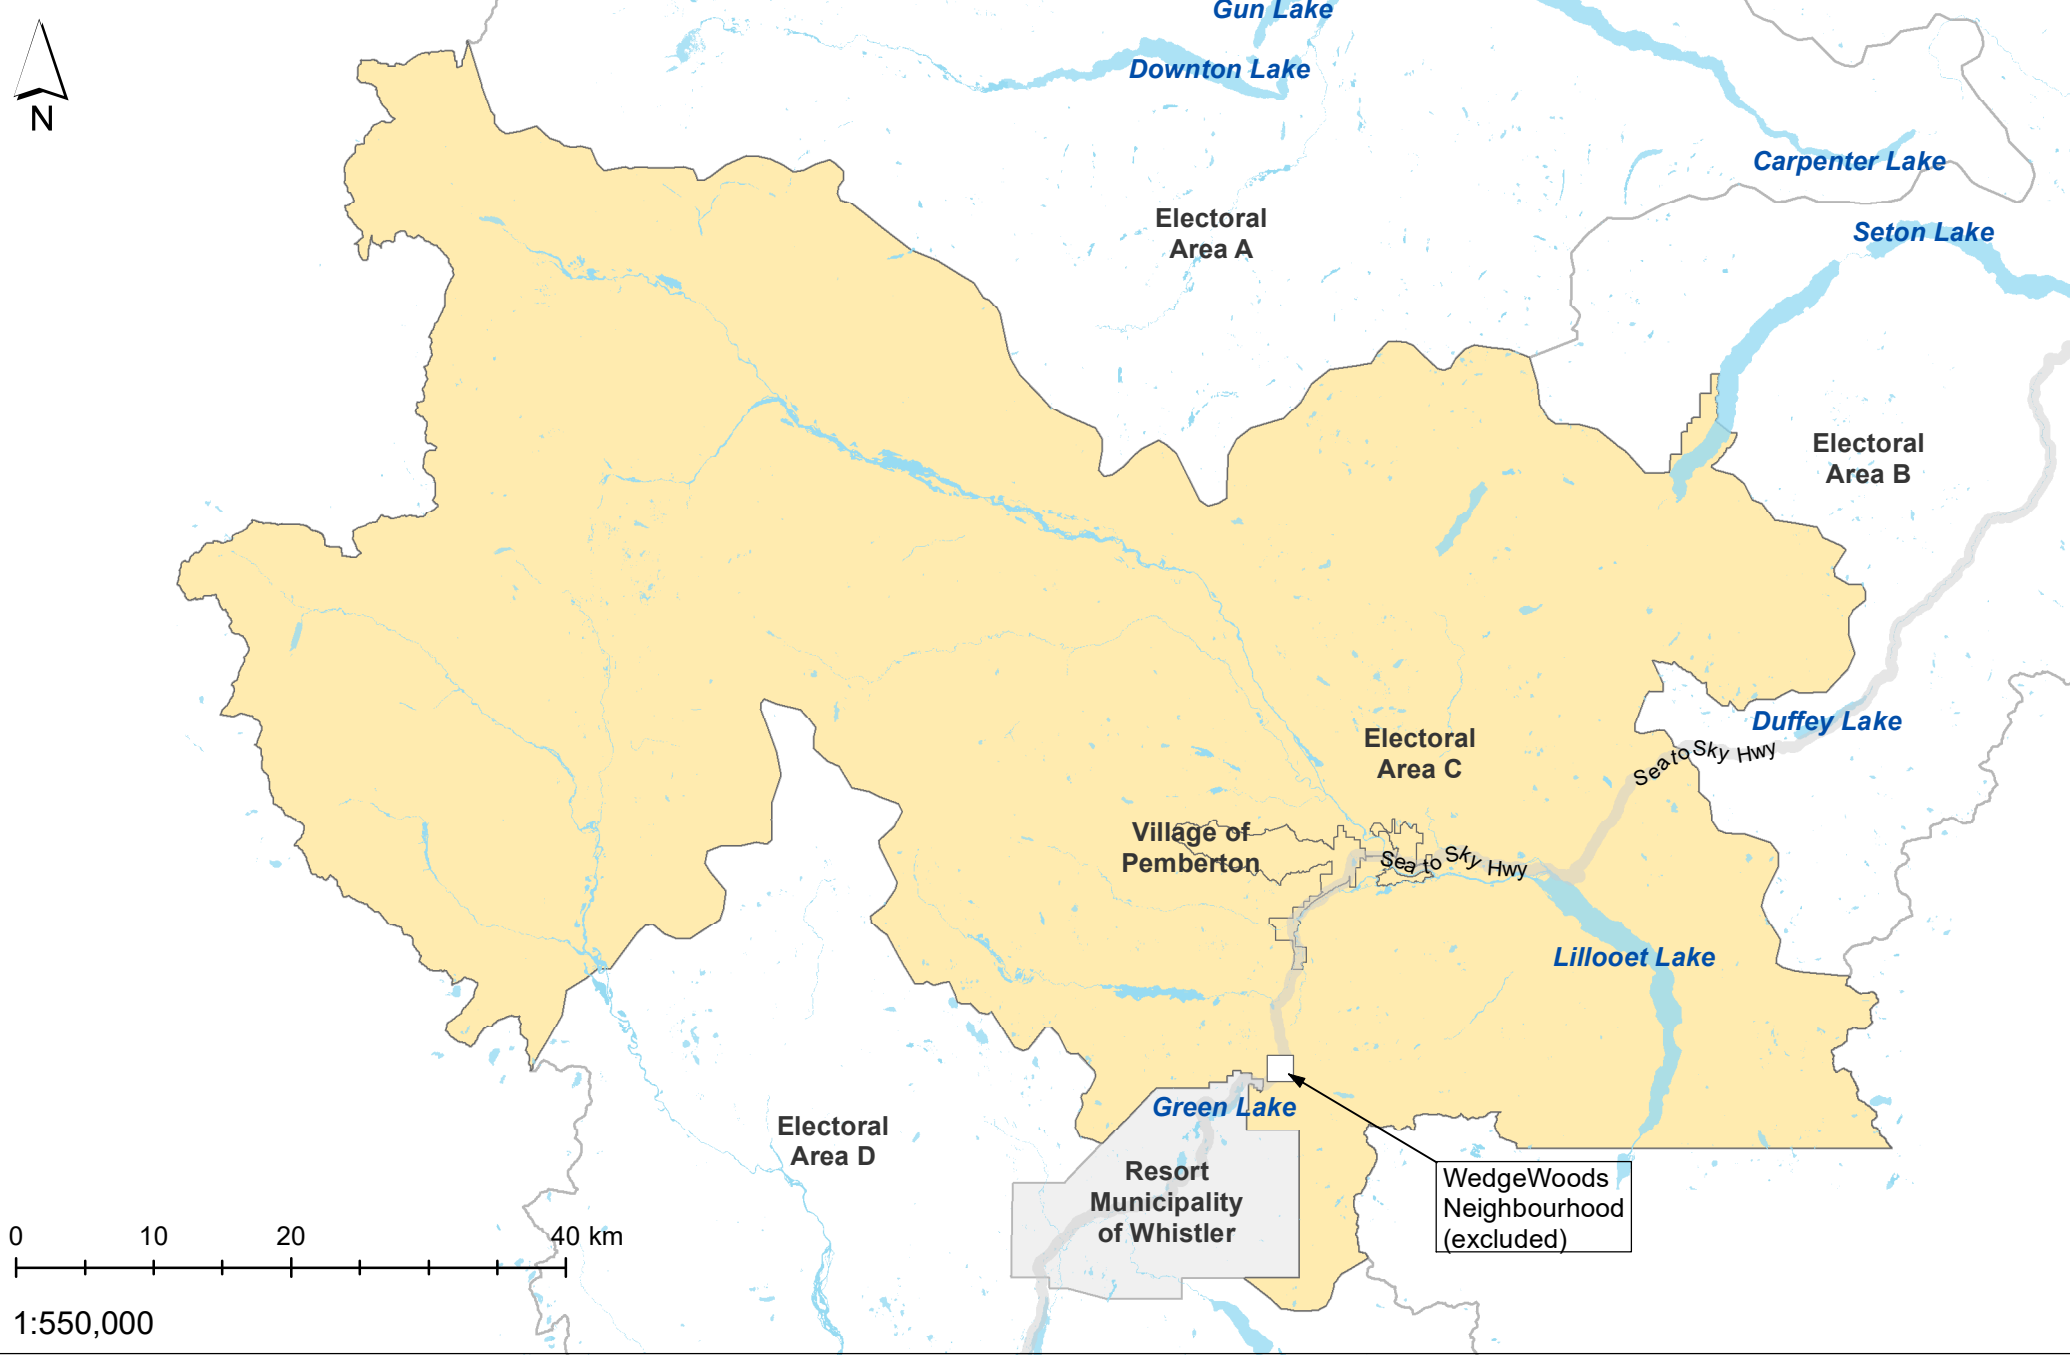 Gun Lake
Downton Lake
N
Carpenter Lake
Electoral
Area A
Seton Lake
Electoral
Area B
Duffey Lake
Electoral
Area C
Sea to Sky Hwy
Village of
Pemberton
Sea to Sky Hwy
Lillooet Lake
Green Lake
Electoral
Area D
Resort
Municipality
of Whistler
WedgeWoods
Neighbourhood
(excluded)
0 10 20 40 km
1:550,000